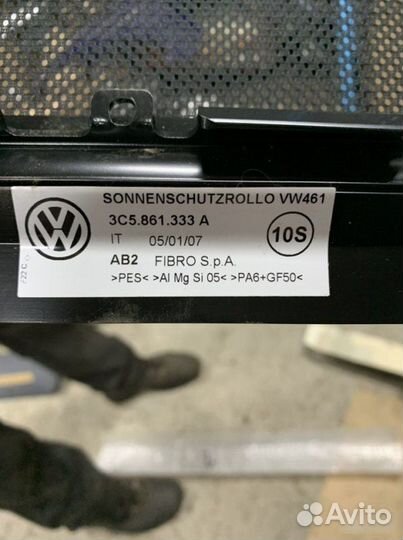 SONNENSCHUTZROLLO VW461
3C5.861.333 A
IT 05/01/07
10S
AB2 FIBRO S.p.A.
>PES< >Al Mg Si 05< >PA6+GF50<
Avito